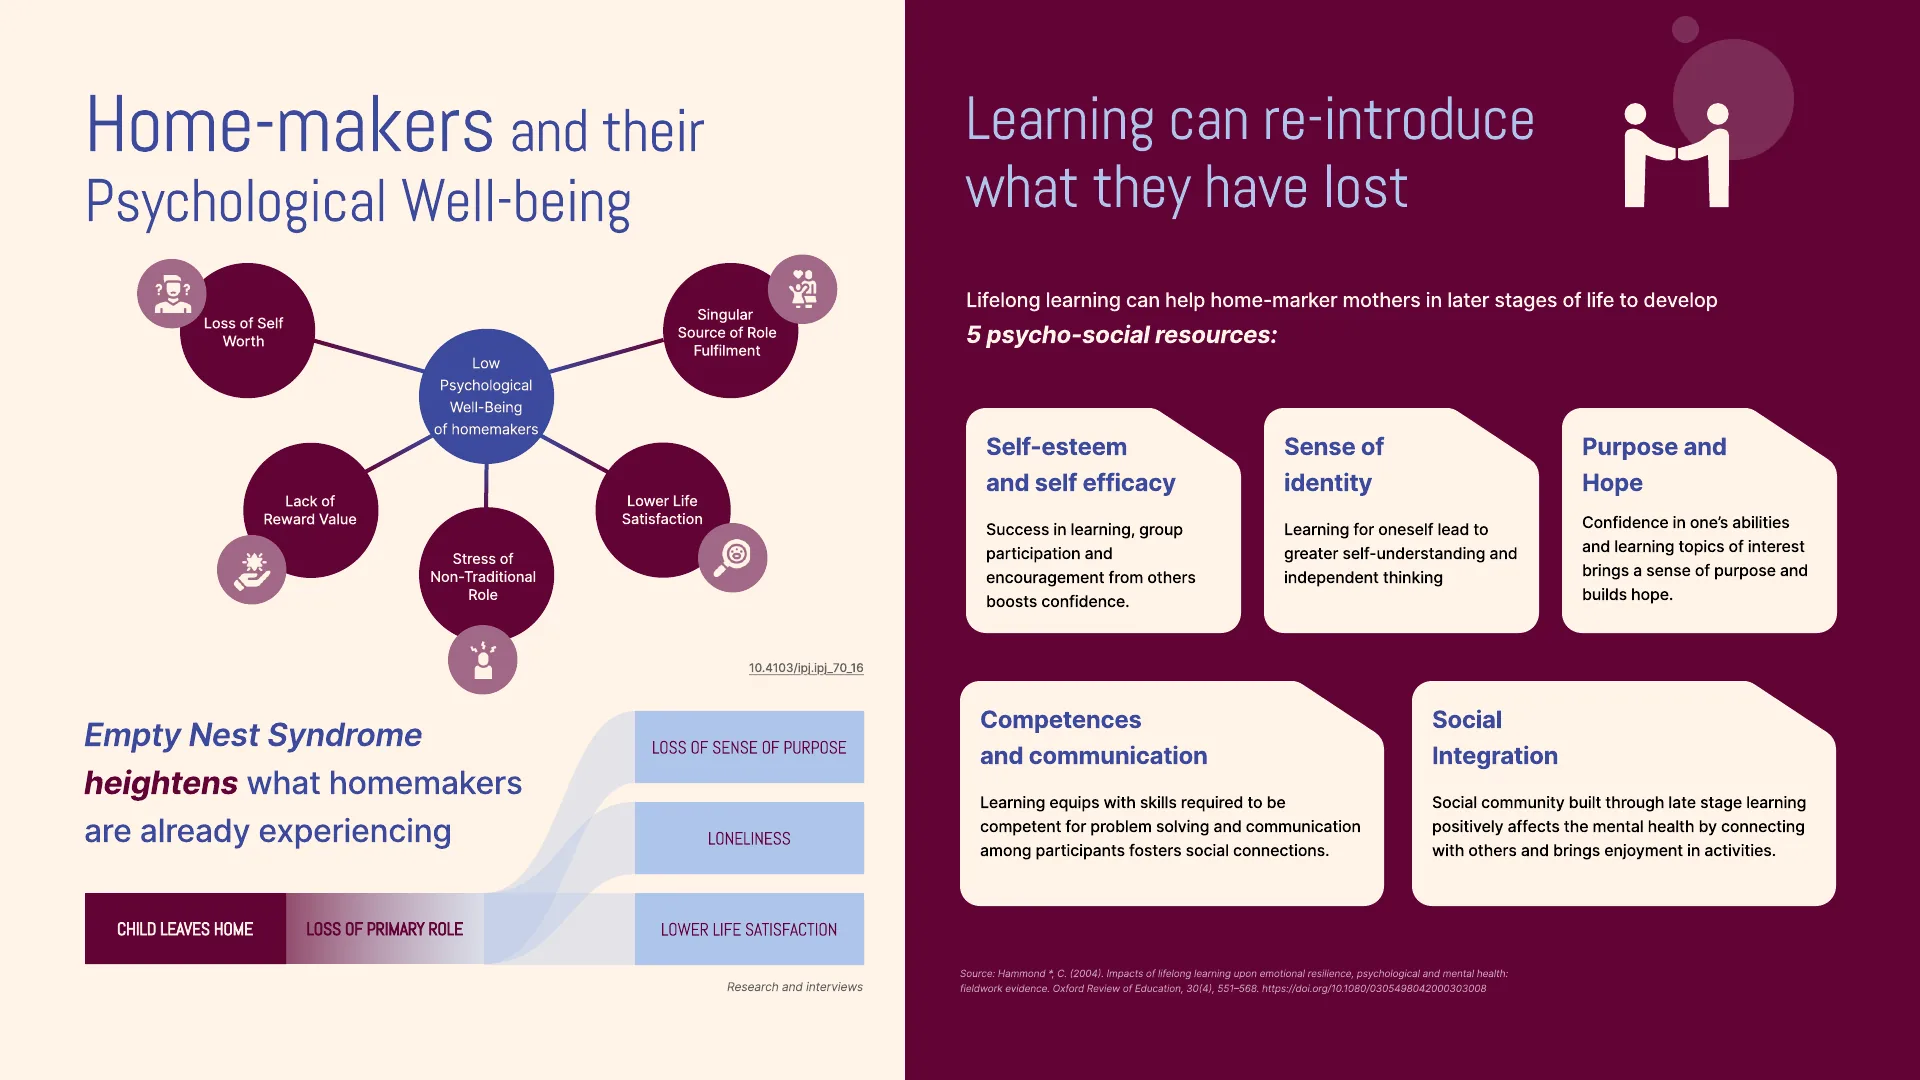 Home-makers and their
Psychological Well-being
Loss of Self
Worth
Singular
Source of Role
Fulfilment
Low
Psychological
Well-Being
of homemakers
Lack of
Reward Value
Lower Life
Satisfaction
Stress of
Non-Traditional
Role
10.4103/ipj.ipj_70_16
Empty Nest Syndrome
heightens what homemakers
are already experiencing
LOSS OF SENSE OF PURPOSE
LONELINESS
CHILD LEAVES HOME
LOSS OF PRIMARY ROLE
LOWER LIFE SATISFACTION
Research and interviews
Learning can re-introduce
what they have lost
Lifelong learning can help home-marker mothers in later stages of life to develop
5 psycho-social resources:
Self-esteem
and self efficacy
Success in learning, group
participation and
encouragement from others
boosts confidence.
Sense of
identity
Learning for oneself lead to
greater self-understanding and
independent thinking
Purpose and
Hope
Confidence in one's abilities
and learning topics of interest
brings a sense of purpose and
builds hope.
Competences
and communication
Learning equips with skills required to be
competent for problem solving and communication
among participants fosters social connections.
Social
Integration
Social community built through late stage learning
positively affects the mental health by connecting
with others and brings enjoyment in activities.
Source: Hammond *, C. (2004). Impacts of lifelong learning upon emotional resilience, psychological and mental health:
fieldwork evidence. Oxford Review of Education, 30(4), 551–568. https://doi.org/10.1080/0305498042000303008